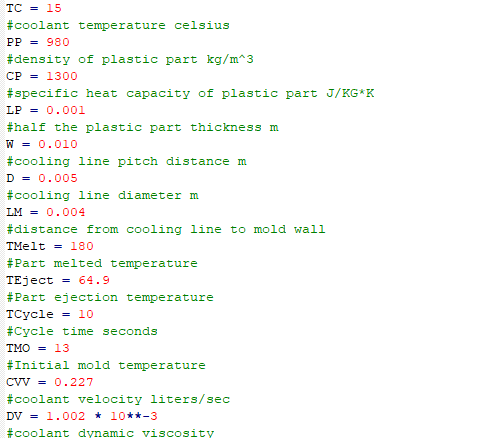 TC = 15
#coolant temperature celsius
PP = 980
#density of plastic part kg/m^3
CP = 1300
#specific heat capacity of plastic part J/KG*K
LP = 0.001
#half the plastic part thickness m
W = 0.010
#cooling line pitch distance m
D = 0.005
#cooling line diameter m
LM = 0.004
#distance from cooling line to mold wall
TMelt = 180
#Part melted temperature
TEject = 64.9
#Part ejection temperature
TCycle = 10
#Cycle time seconds
TMO = 13
#Initial mold temperature
CVV = 0.227
#coolant velocity liters/sec
DV = 1.002 * 10**-3
#coolant dynamic viscosity